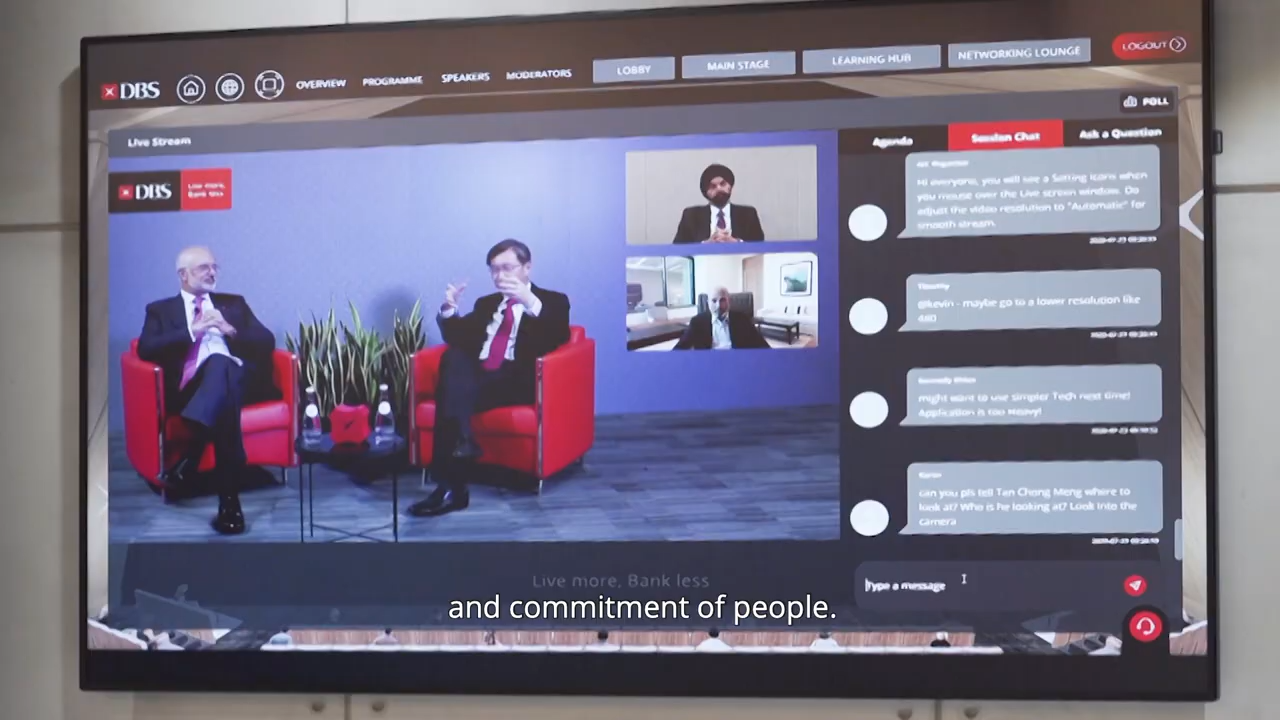 DBS
OVERVIEW
PROGRAMME
SPEAKERS
MODERATORS
LOBBY
MAIN STAGE
LEARNING HUB
NETWORKING LOUNGE
LOGOUT
POLL
Live Stream
Agenda
Session Chat
Ask a Question
DBS
Live more,
Bank less
Hi everyone, you will see a Setting icons when
you mouse over the Live screen window. Do
adjust the video resolution to "Automatic" for
smooth stream.
Timothy
@kevin - maybe go to a lower resolution like
480
might want to use simpler Tech next time!
Application is too Heavy!
can you pls tell Tan Chong Meng where to
look at? Who is he looking at? Look into the
camera
Type a message
Live more, Bank less
and commitment of people.